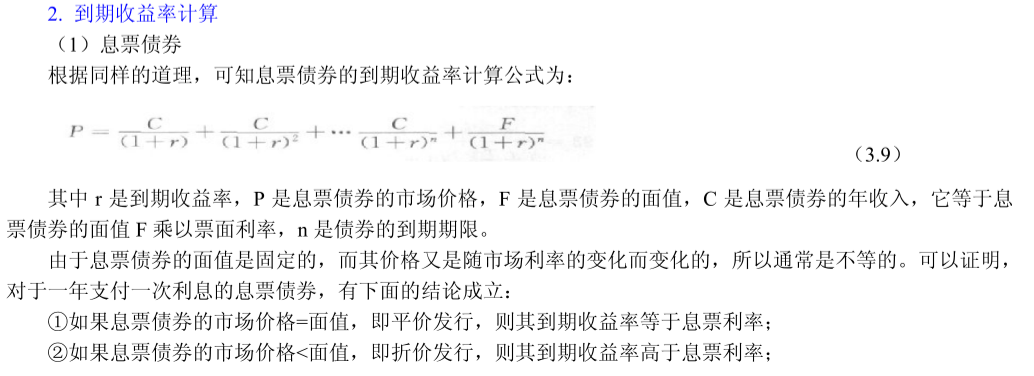 2. 到期收益率计算
（1）息票债券
根据同样的道理，可知息票债券的到期收益率计算公式为：
P = C/(1+r) + C/(1+r)² + ··· C/(1+r)ⁿ + F/(1+r)ⁿ
（3.9）
其中 r 是到期收益率，P 是息票债券的市场价格，F 是息票债券的面值，C 是息票债券的年收入，它等于息
票债券的面值 F 乘以票面利率，n 是债券的到期期限。
由于息票债券的面值是固定的，而其价格又是随市场利率的变化而变化的，所以通常是不等的。可以证明，
对于一年支付一次利息的息票债券，有下面的结论成立：
①如果息票债券的市场价格=面值，即平价发行，则其到期收益率等于息票利率；
②如果息票债券的市场价格<面值，即折价发行，则其到期收益率高于息票利率；